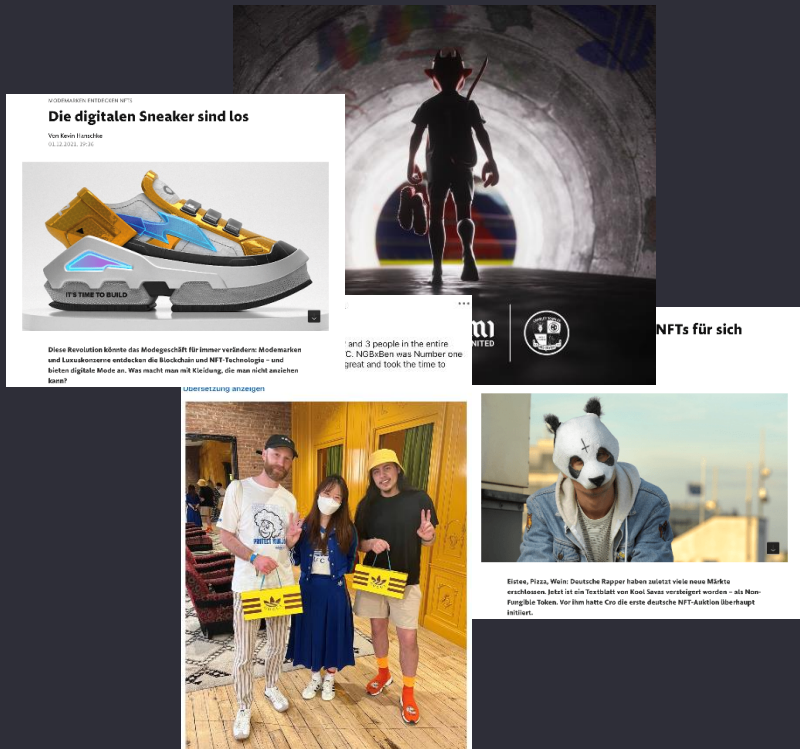 MODEMARKEN ENTDECKEN NFTS
Die digitalen Sneaker sind los
Von Kevin Hanschke
01.12.2022, 19:36
IT'S TIME TO BUILD
Diese Revolution könnte das Modegeschäft für immer verändern: Modemarken
und Luxuskonzerne entdecken die Blockchain und NFT-Technologie – und
bieten digitale Mode an. Was macht man mit Kleidung, die man nicht anziehen
kann?
and 3 people in the entire
C. NGBxBen was Number one
great and took the time to
Übersetzung anzeigen
UNITED
NFTs für sich
Eistee, Pizza, Wein: Deutsche Rapper haben zuletzt viele neue Märkte
erschlossen. Jetzt ist ein Textblatt von Kool Savas versteigert worden – als Non-
Fungible Token. Vor ihm hatte Cro die erste deutsche NFT-Auktion überhaupt
initiiert.